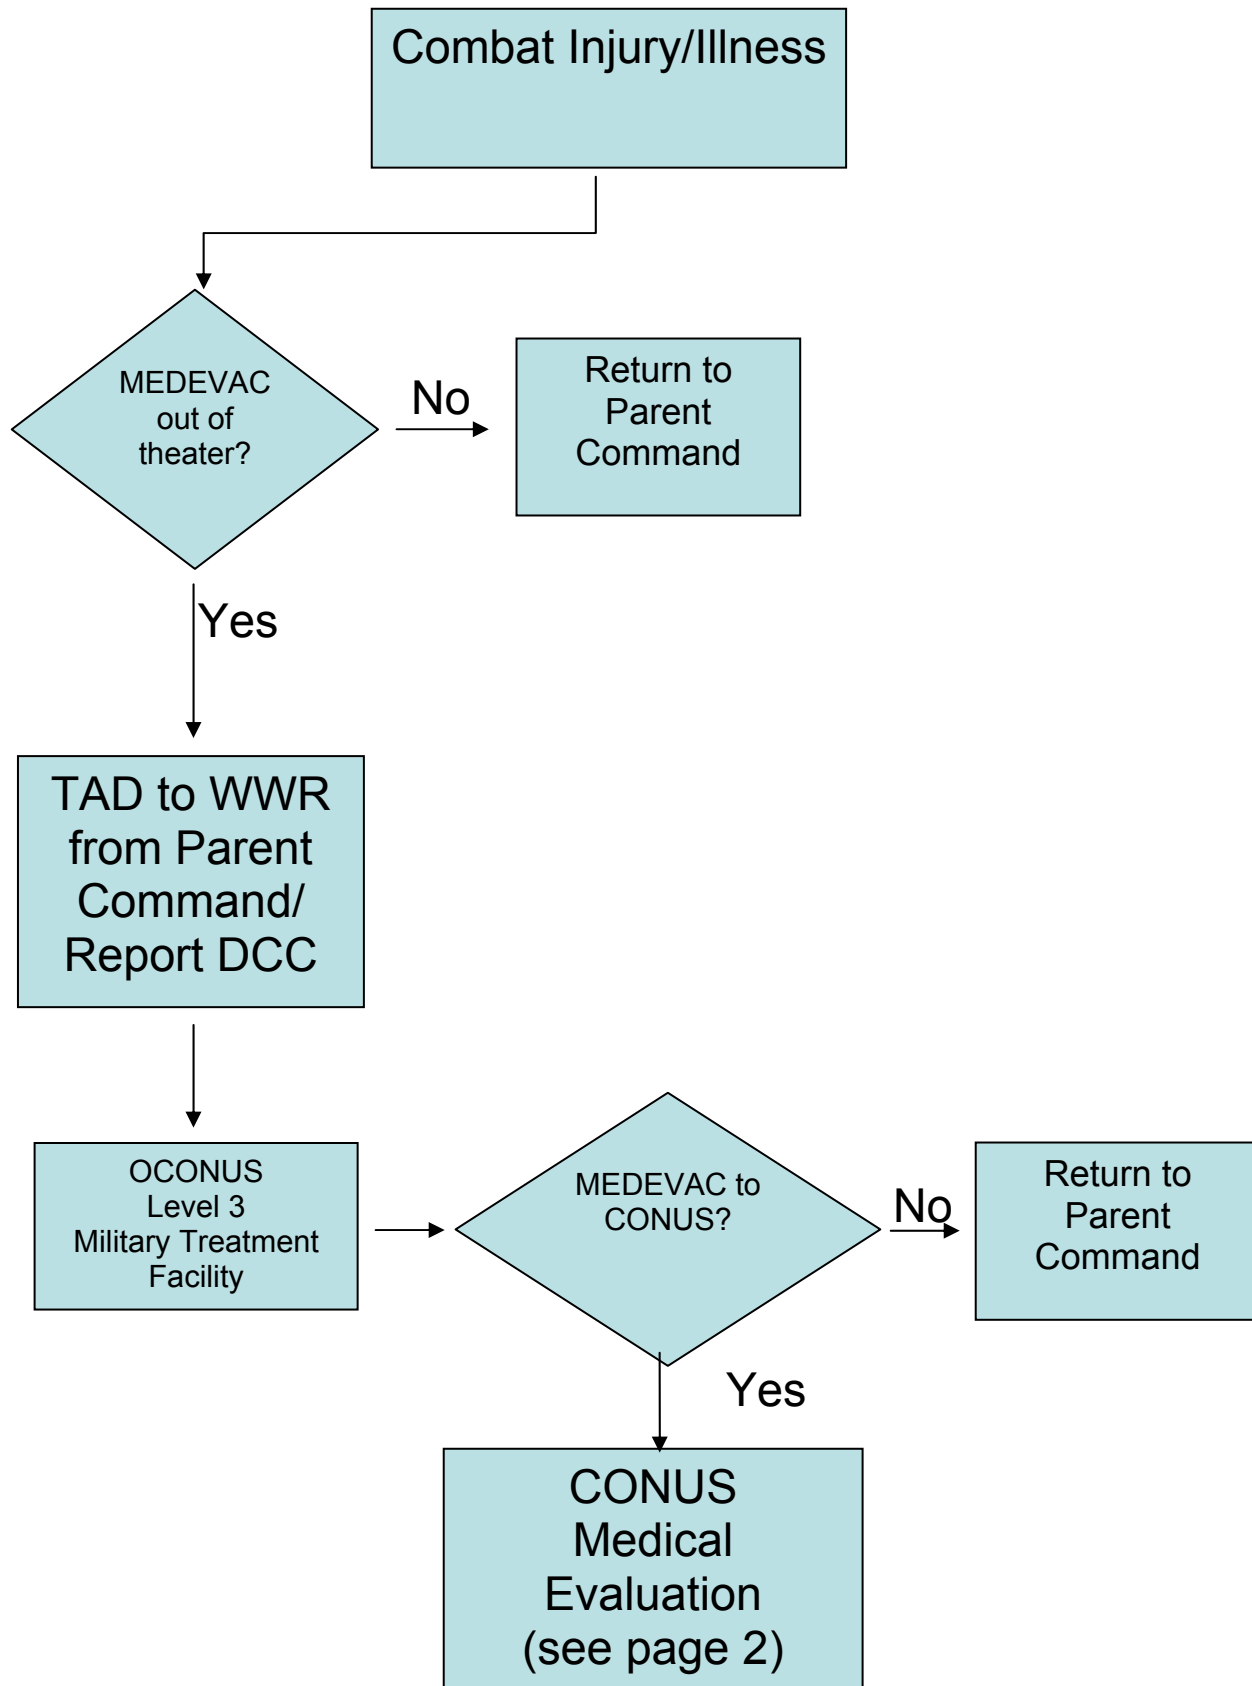 Combat Injury/Illness
MEDEVAC
out of
theater?
No
Return to
Parent
Command
Yes
TAD to WWR
from Parent
Command/
Report DCC
OCONUS
Level 3
Military Treatment
Facility
MEDEVAC to
CONUS?
No
Return to
Parent
Command
Yes
CONUS
Medical
Evaluation
(see page 2)